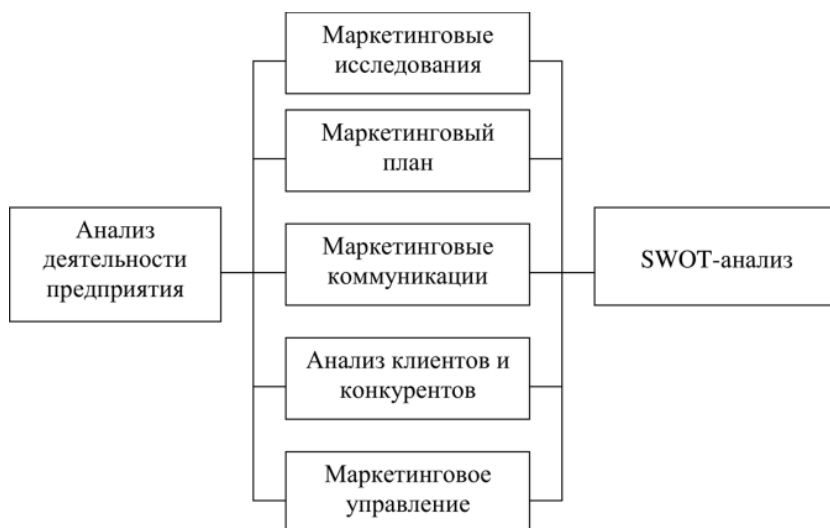 Маркетинговые
исследования
Маркетинговый
план
Анализ
деятельности
предприятия
Маркетинговые
коммуникации
SWOT-анализ
Анализ клиентов и
конкурентов
Маркетинговое
управление